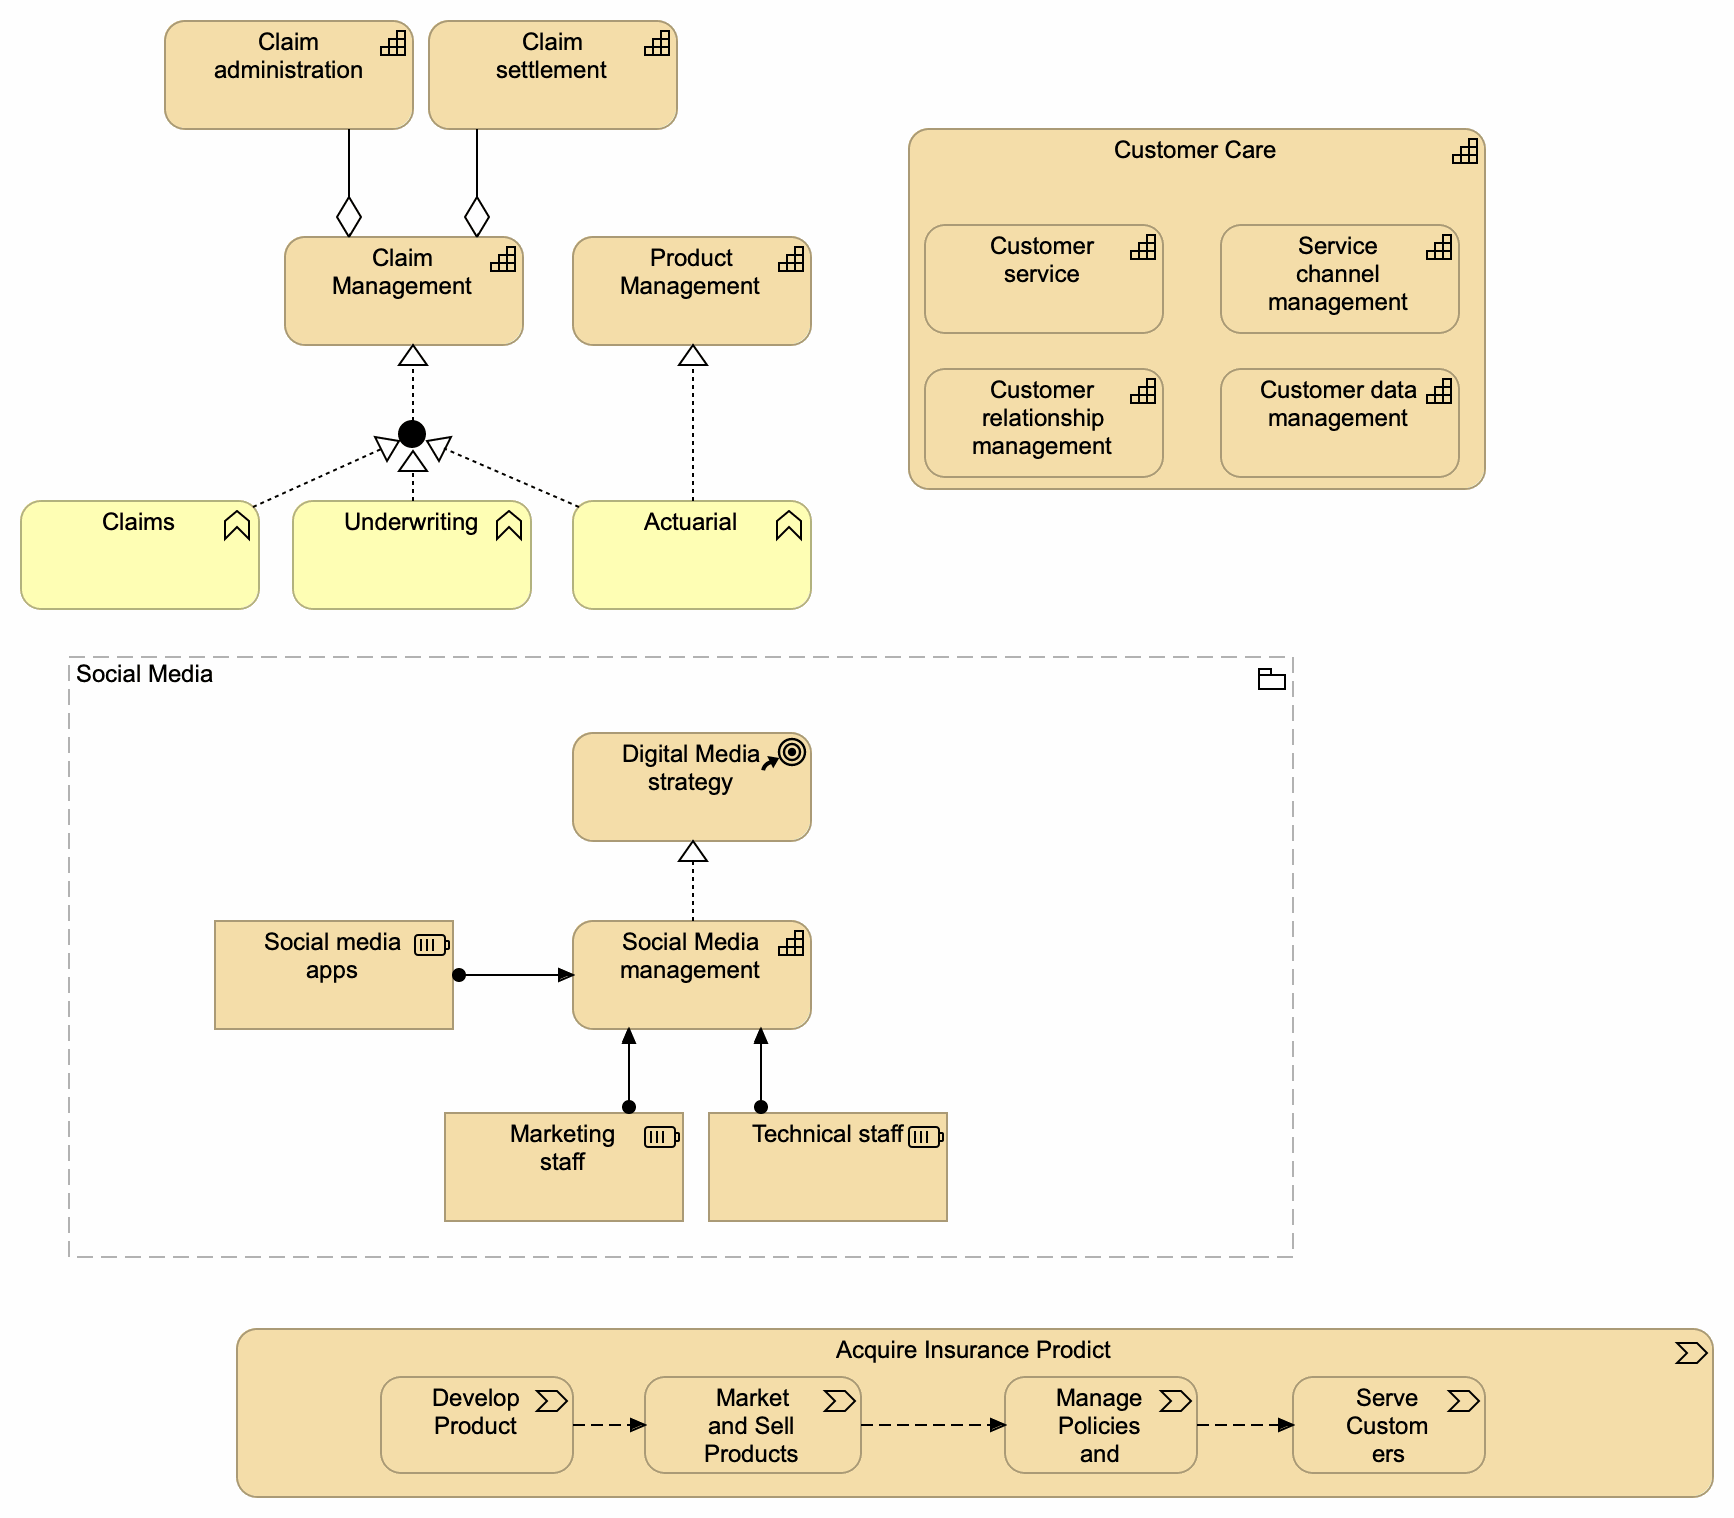 Claim
administration
Claim
settlement
Customer Care
Claim
Management
Product
Management
Customer
service
Service
channel
management
Customer
relationship
management
Customer data
management
Claims
Underwriting
Actuarial
Social Media
Digital Media
strategy
Social media
apps
Social Media
management
Marketing
staff
Technical staff
Acquire Insurance Prodict
Develop
Product
Market
and Sell
Products
Manage
Policies
and
Serve
Custom
ers